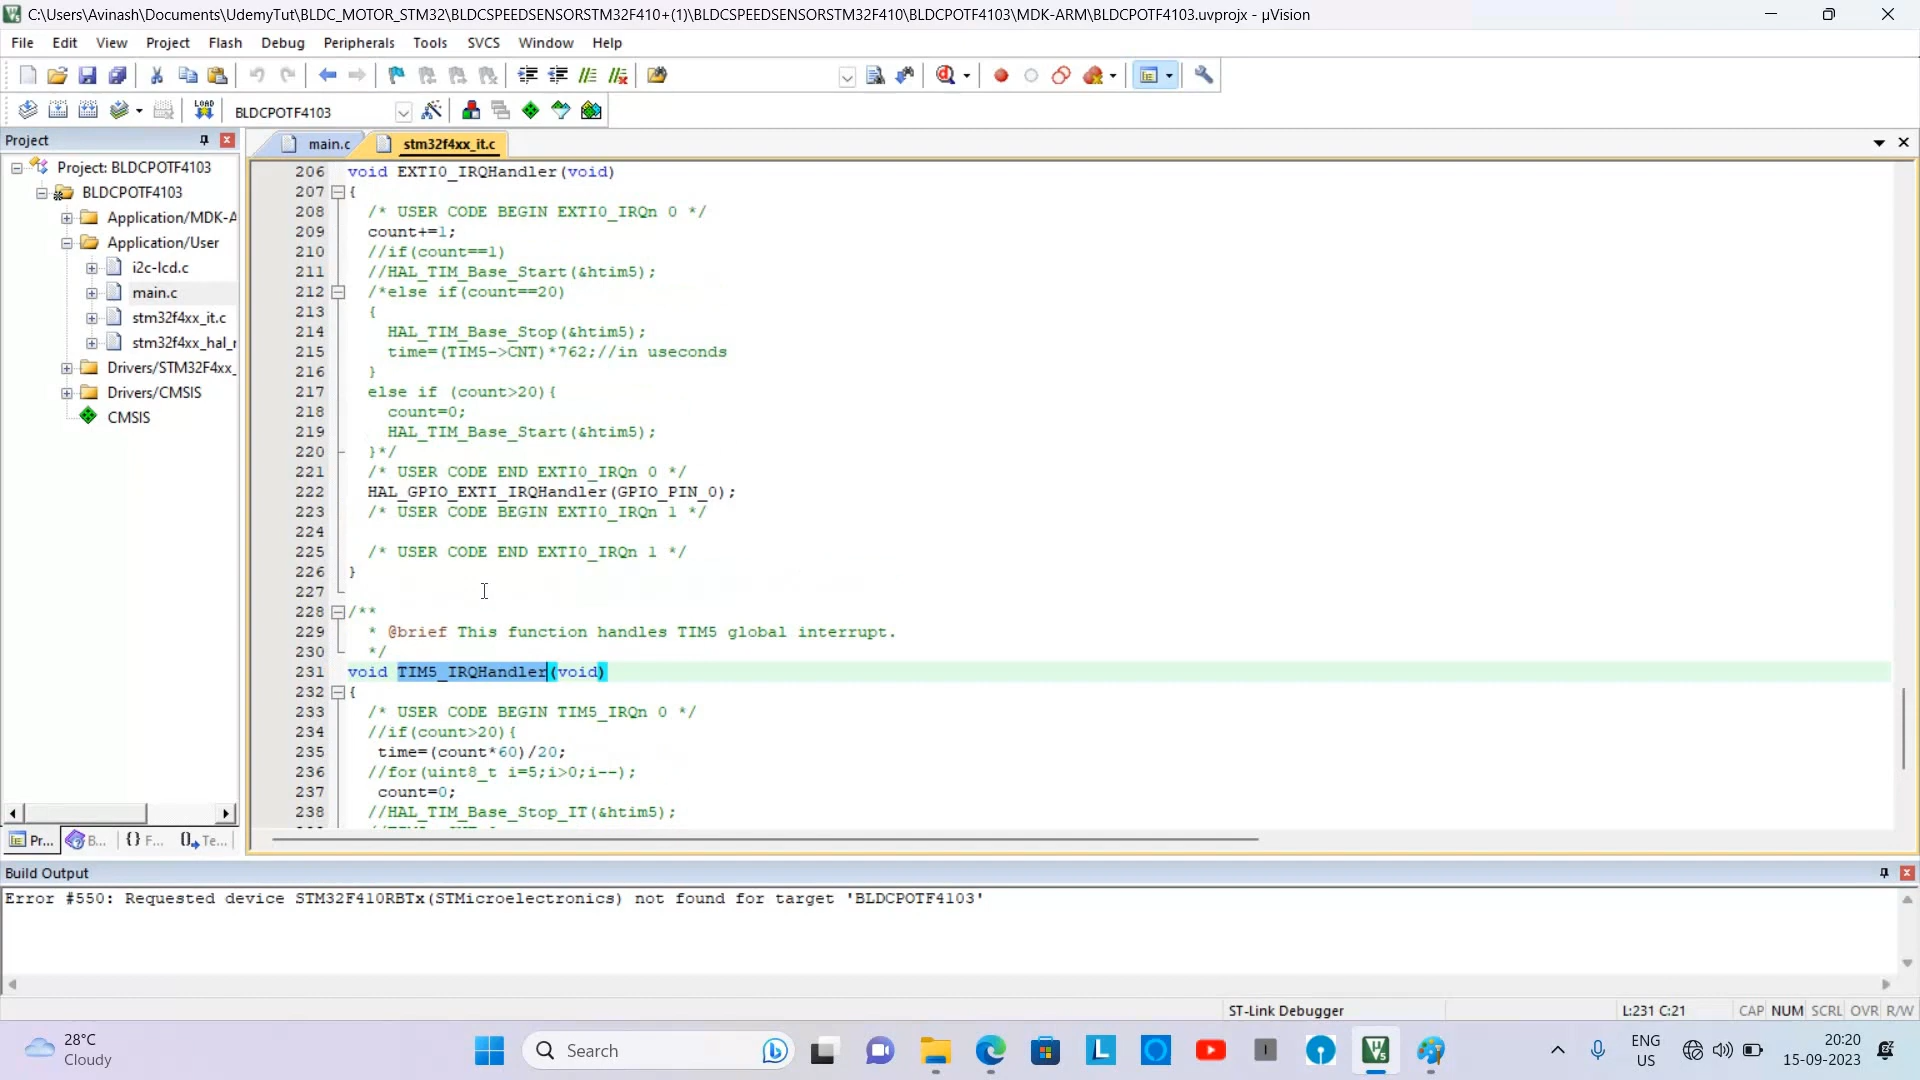 C:\Users\Avinash\Documents\UdemyTut\BLDC_MOTOR_STM32\BLDCSPEEDSENSORSTM32F410+(1)\BLDCSPEEDSENSORSTM32F410\BLDCPOTF4103\MDK-ARM\BLDCPOTF4103.uvprojx - µVision
File Edit View Project Flash Debug Peripherals Tools SVCS Window Help
LOAD BLDCPOTF4103
Project
Project: BLDCPOTF4103
BLDCPOTF4103
Application/MDK-A
Application/User
i2c-lcd.c
main.c
stm32f4xx_it.c
stm32f4xx_hal_r
Drivers/STM32F4xx_
Drivers/CMSIS
CMSIS
Pr... B... {} F... Te...
main.c stm32f4xx_it.c
206 void EXTI0_IRQHandler(void)
207 {
208 /* USER CODE BEGIN EXTI0_IRQn 0 */
209 count+=1;
210 //if(count==1)
211 //HAL_TIM_Base_Start(&htim5);
212 /*else if(count==20)
213 {
214 HAL_TIM_Base_Stop(&htim5);
215 time=(TIM5->CNT)*762;//in useconds
216 }
217 else if (count>20){
218 count=0;
219 HAL_TIM_Base_Start(&htim5);
220 }*/
221 /* USER CODE END EXTI0_IRQn 0 */
222 HAL_GPIO_EXTI_IRQHandler(GPIO_PIN_0);
223 /* USER CODE BEGIN EXTI0_IRQn 1 */
224
225 /* USER CODE END EXTI0_IRQn 1 */
226 }
227
228 /**
229 * @brief This function handles TIM5 global interrupt.
230 */
231 void TIM5_IRQHandler(void)
232 {
233 /* USER CODE BEGIN TIM5_IRQn 0 */
234 //if(count>20){
235 time=(count*60)/20;
236 //for(uint8_t i=5;i>0;i--);
237 count=0;
238 //HAL_TIM_Base_Stop_IT(&htim5);
Build Output
Error #550: Requested device STM32F410RBTx(STMicroelectronics) not found for target 'BLDCPOTF4103'
ST-Link Debugger L:231 C:21 CAP NUM SCRL OVR R/W
28°C
Cloudy
Search
ENG
US
20:20
15-09-2023